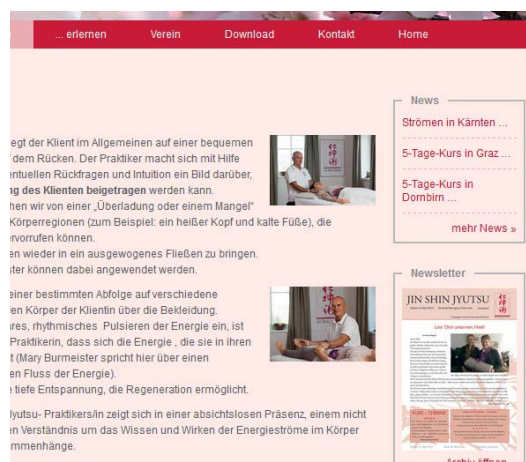 ... erlernen Verein Download Kontakt Home
egt der Klient im Allgemeinen auf einer bequemen
dem Rücken. Der Praktiker macht sich mit Hilfe
entuellen Rückfragen und Intuition ein Bild darüber,
ng des Klienten beigetragen werden kann.
hen wir von einer „Überladung oder einem Mangel"
Körperregionen (zum Beispiel: ein heißer Kopf und kalte Füße), die
ervorrufen können.
en wieder in ein ausgewogenes Fließen zu bringen.
ster können dabei angewendet werden.
einer bestimmten Abfolge auf verschiedene
en Körper der Klientin über die Bekleidung.
res, rhythmisches Pulsieren der Energie ein, ist
Praktikerin, dass sich die Energie , die sie in ihren
t (Mary Burmeister spricht hier über einen
en Fluss der Energie).
e tiefe Entspannung, die Regeneration ermöglicht.
Jyutsu- Praktikers/in zeigt sich in einer absichtslosen Präsenz, einem nicht
en Verständnis um das Wissen und Wirken der Energieströme im Körper
mmenhänge.
News
Strömen in Kärnten ...
5-Tage-Kurs in Graz ...
5-Tage-Kurs in
Dornbirn ...
mehr News »
Newsletter
JIN SHIN JYUTSU
Archiv öffnen